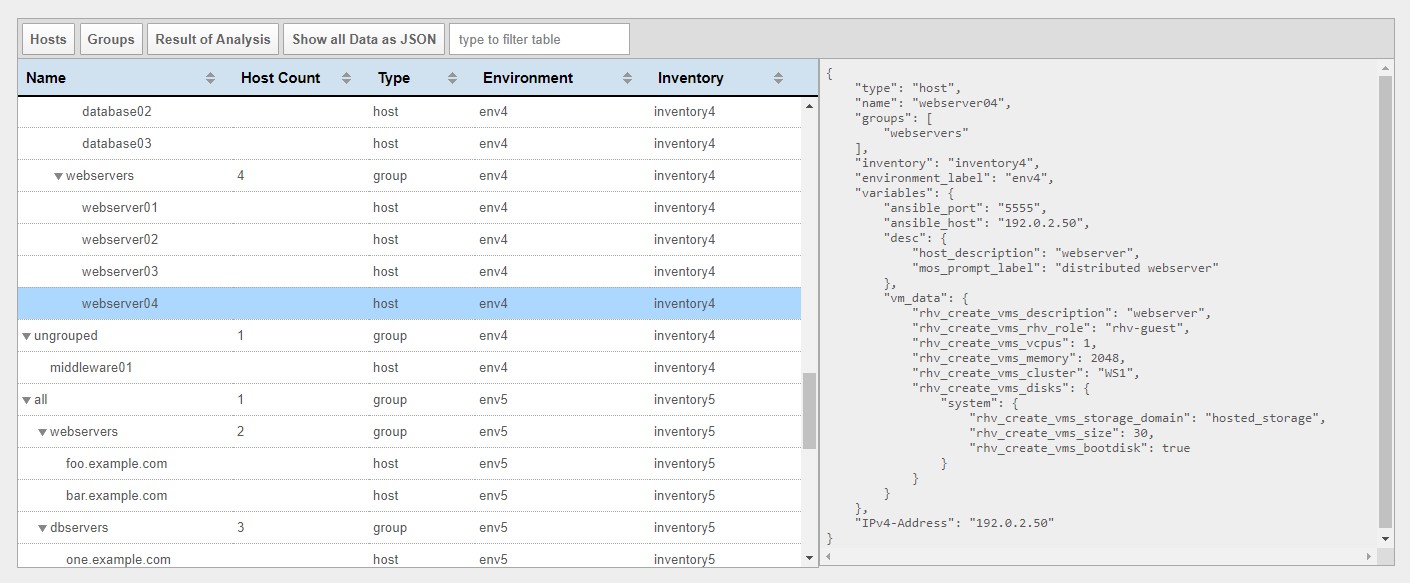 Hosts Groups Result of Analysis Show all Data as JSON type to filter table
Name Host Count Type Environment Inventory
database02 host env4 inventory4
database03 host env4 inventory4
webservers 4 group env4 inventory4
webserver01 host env4 inventory4
webserver02 host env4 inventory4
webserver03 host env4 inventory4
webserver04 host env4 inventory4
ungrouped 1 group env4 inventory4
middleware01 host env4 inventory4
all 1 group env5 inventory5
webservers 2 group env5 inventory5
foo.example.com host env5 inventory5
bar.example.com host env5 inventory5
dbservers 3 group env5 inventory5
one.example.com host env5 inventory5
{
"type": "host",
"name": "webserver04",
"groups": [
"webservers"
],
"inventory": "inventory4",
"environment_label": "env4",
"variables": {
"ansible_port": "5555",
"ansible_host": "192.0.2.50",
"desc": {
"host_description": "webserver",
"mos_prompt_label": "distributed webserver"
},
"vm_data": {
"rhv_create_vms_description": "webserver",
"rhv_create_vms_rhv_role": "rhv-guest",
"rhv_create_vms_vcpus": 1,
"rhv_create_vms_memory": 2048,
"rhv_create_vms_cluster": "WS1",
"rhv_create_vms_disks": {
"system": {
"rhv_create_vms_storage_domain": "hosted_storage",
"rhv_create_vms_size": 30,
"rhv_create_vms_bootdisk": true
}
}
}
},
"IPv4-Address": "192.0.2.50"
}